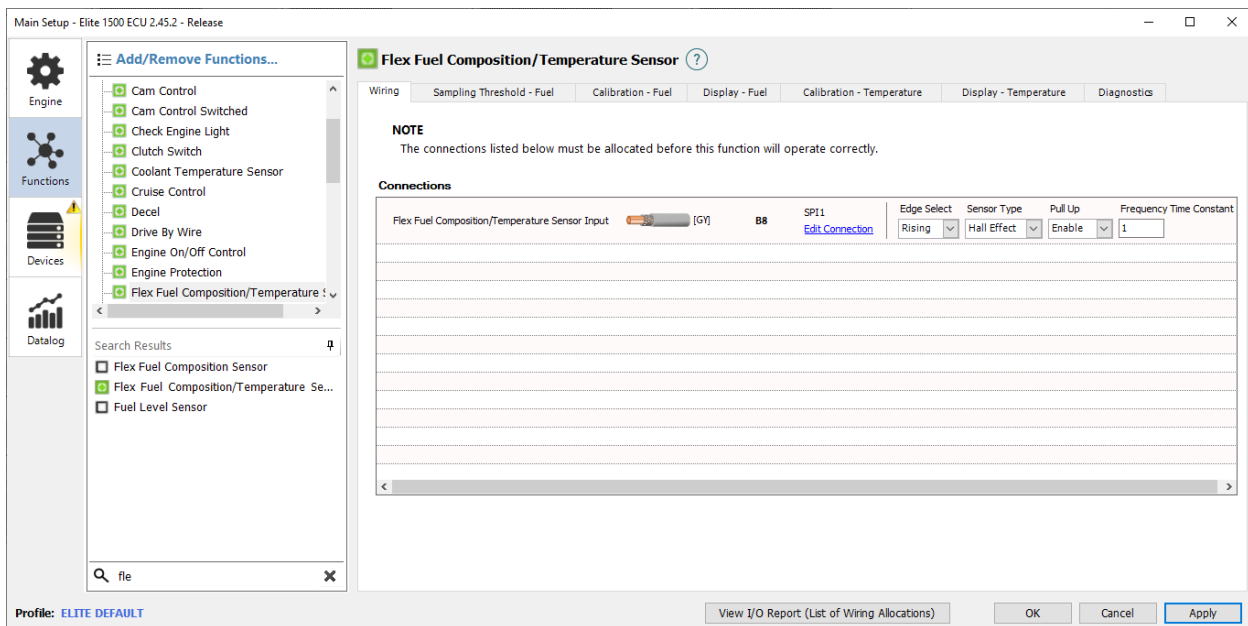 Main Setup - Elite 1500 ECU 2.45.2 - Release
Engine
Functions
Devices
Datalog
Add/Remove Functions...
Cam Control
Cam Control Switched
Check Engine Light
Clutch Switch
Coolant Temperature Sensor
Cruise Control
Decel
Drive By Wire
Engine On/Off Control
Engine Protection
Flex Fuel Composition/Temperature S
Search Results
Flex Fuel Composition Sensor
Flex Fuel Composition/Temperature Se...
Fuel Level Sensor
fle
Flex Fuel Composition/Temperature Sensor ?
Wiring Sampling Threshold - Fuel Calibration - Fuel Display - Fuel Calibration - Temperature Display - Temperature Diagnostics
NOTE
The connections listed below must be allocated before this function will operate correctly.
Connections
Edge Select Sensor Type Pull Up Frequency Time Constant
Flex Fuel Composition/Temperature Sensor Input [GY] B8 SPI1
Edit Connection Rising Hall Effect Enable 1
Profile: ELITE DEFAULT
View I/O Report (List of Wiring Allocations) OK Cancel Apply